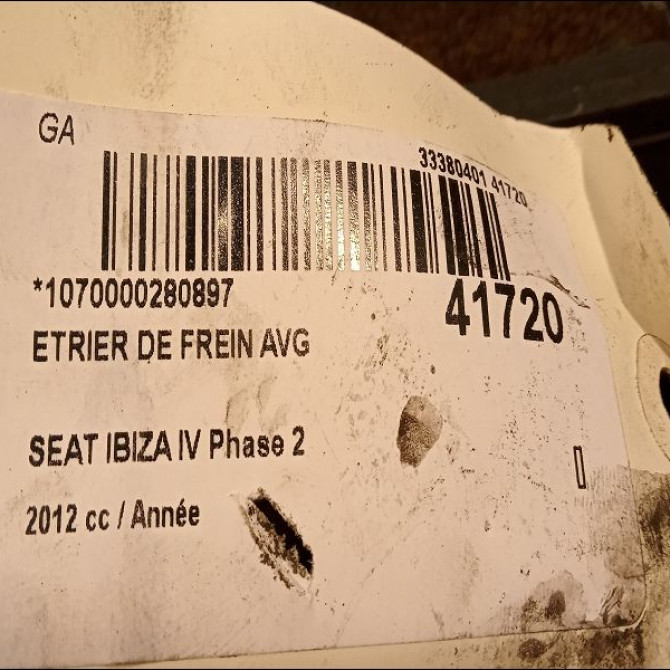 GA
33380401 41720
*1070000280897
41720
ETRIER DE FREIN AVG
SEAT IBIZA IV Phase 2
2012 cc / Année